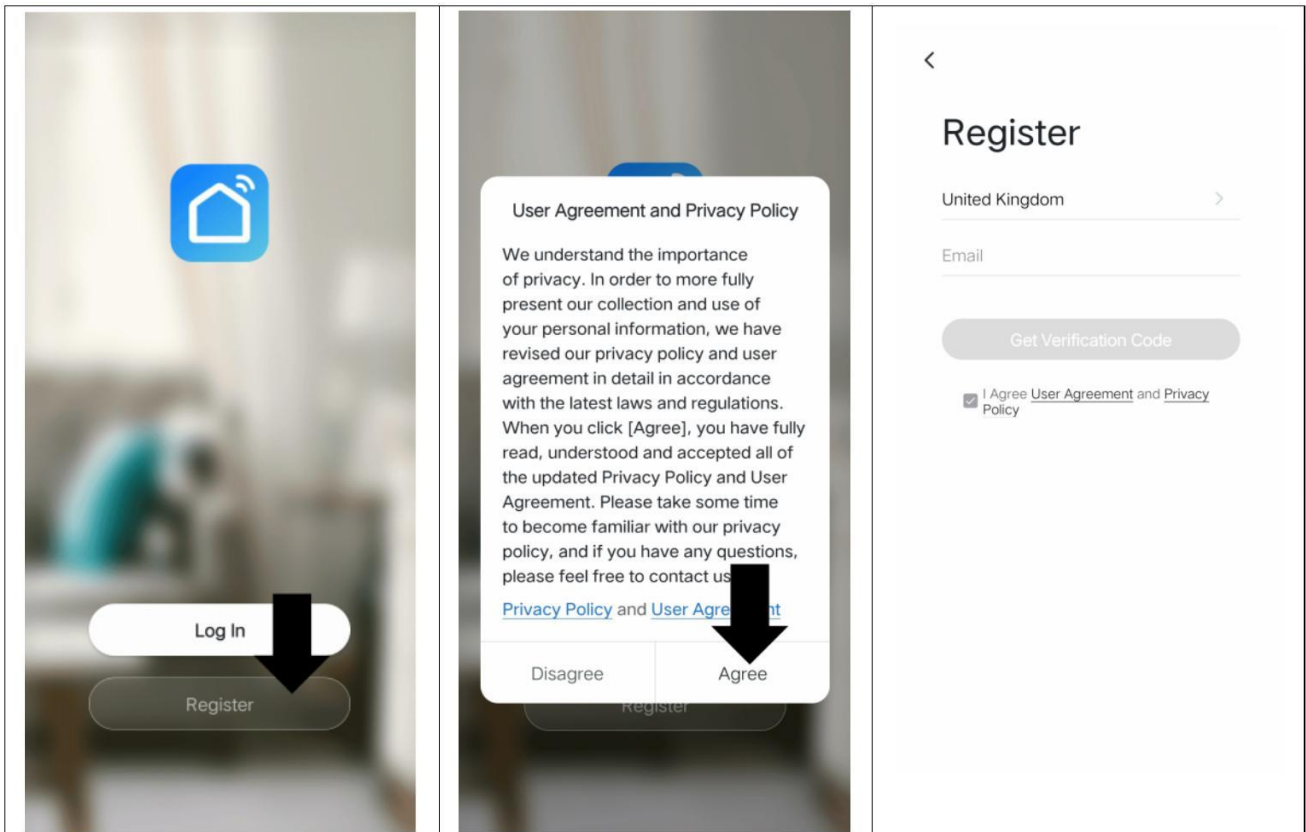 Log In
Register
User Agreement and Privacy Policy
We understand the importance
of privacy. In order to more fully
present our collection and use of
your personal information, we have
revised our privacy policy and user
agreement in detail in accordance
with the latest laws and regulations.
When you click [Agree], you have fully
read, understood and accepted all of
the updated Privacy Policy and User
Agreement. Please take some time
to become familiar with our privacy
policy, and if you have any questions,
please feel free to contact us
Privacy Policy and User Agre nt
Disagree Agree
Register
Register
United Kingdom
Email
Get Verification Code
I Agree User Agreement and Privacy
Policy